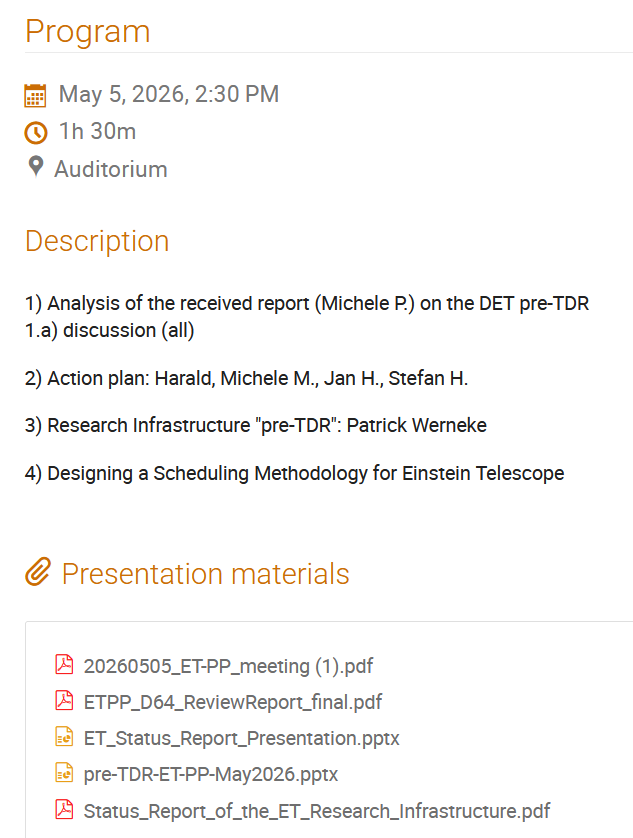 Program
May 5, 2026, 2:30 PM
1h 30m
Auditorium
Description
1) Analysis of the received report (Michele P.) on the DET pre-TDR
1.a) discussion (all)
2) Action plan: Harald, Michele M., Jan H., Stefan H.
3) Research Infrastructure "pre-TDR": Patrick Werneke
4) Designing a Scheduling Methodology for Einstein Telescope
Presentation materials
20260505_ET-PP_meeting (1).pdf
ETPP_D64_ReviewReport_final.pdf
ET_Status_Report_Presentation.pptx
pre-TDR-ET-PP-May2026.pptx
Status_Report_of_the_ET_Research_Infrastructure.pdf